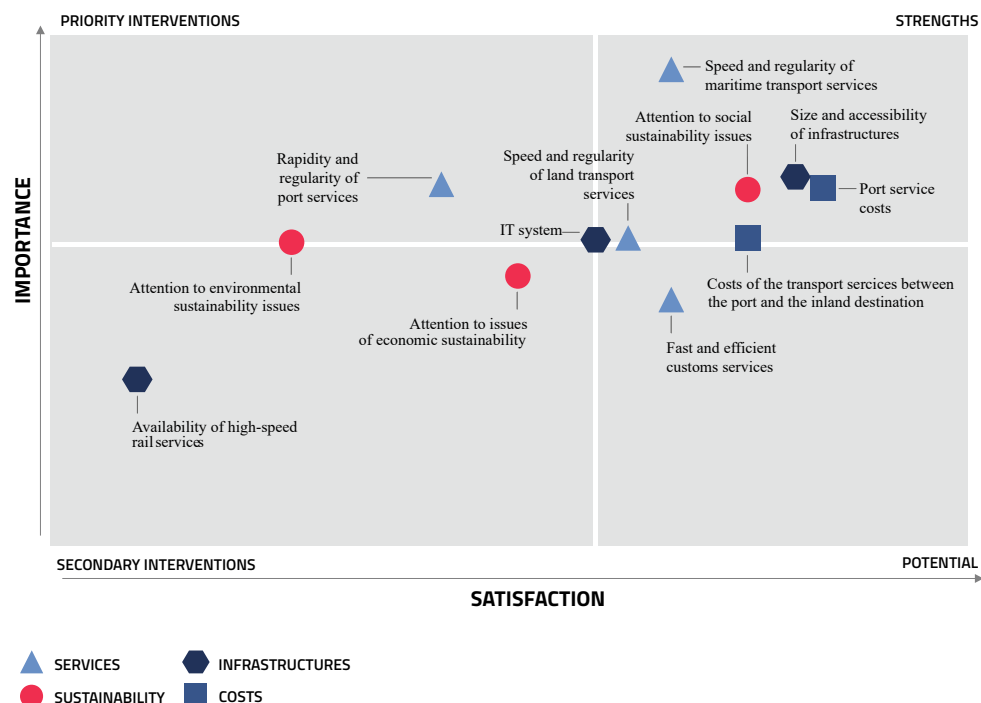 PRIORITY INTERVENTIONS
STRENGTHS
Speed and regularity of
maritime transport services
Attention to social
sustainability issues
Size and accessibility
of infrastructures
Rapidity and
regularity of
port services
Speed and regularity
of land transport
services
Port service
costs
IT system
IMPORTANCE
Attention to environmental
sustainability issues
Costs of the transport sercices between
the port and the inland destination
Attention to issues
of economic sustainability
Fast and efficient
customs services
Availability of high-speed
rail services
SECONDARY INTERVENTIONS
POTENTIAL
SATISFACTION
SERVICES
INFRASTRUCTURES
SUSTAINABILITY
COSTS